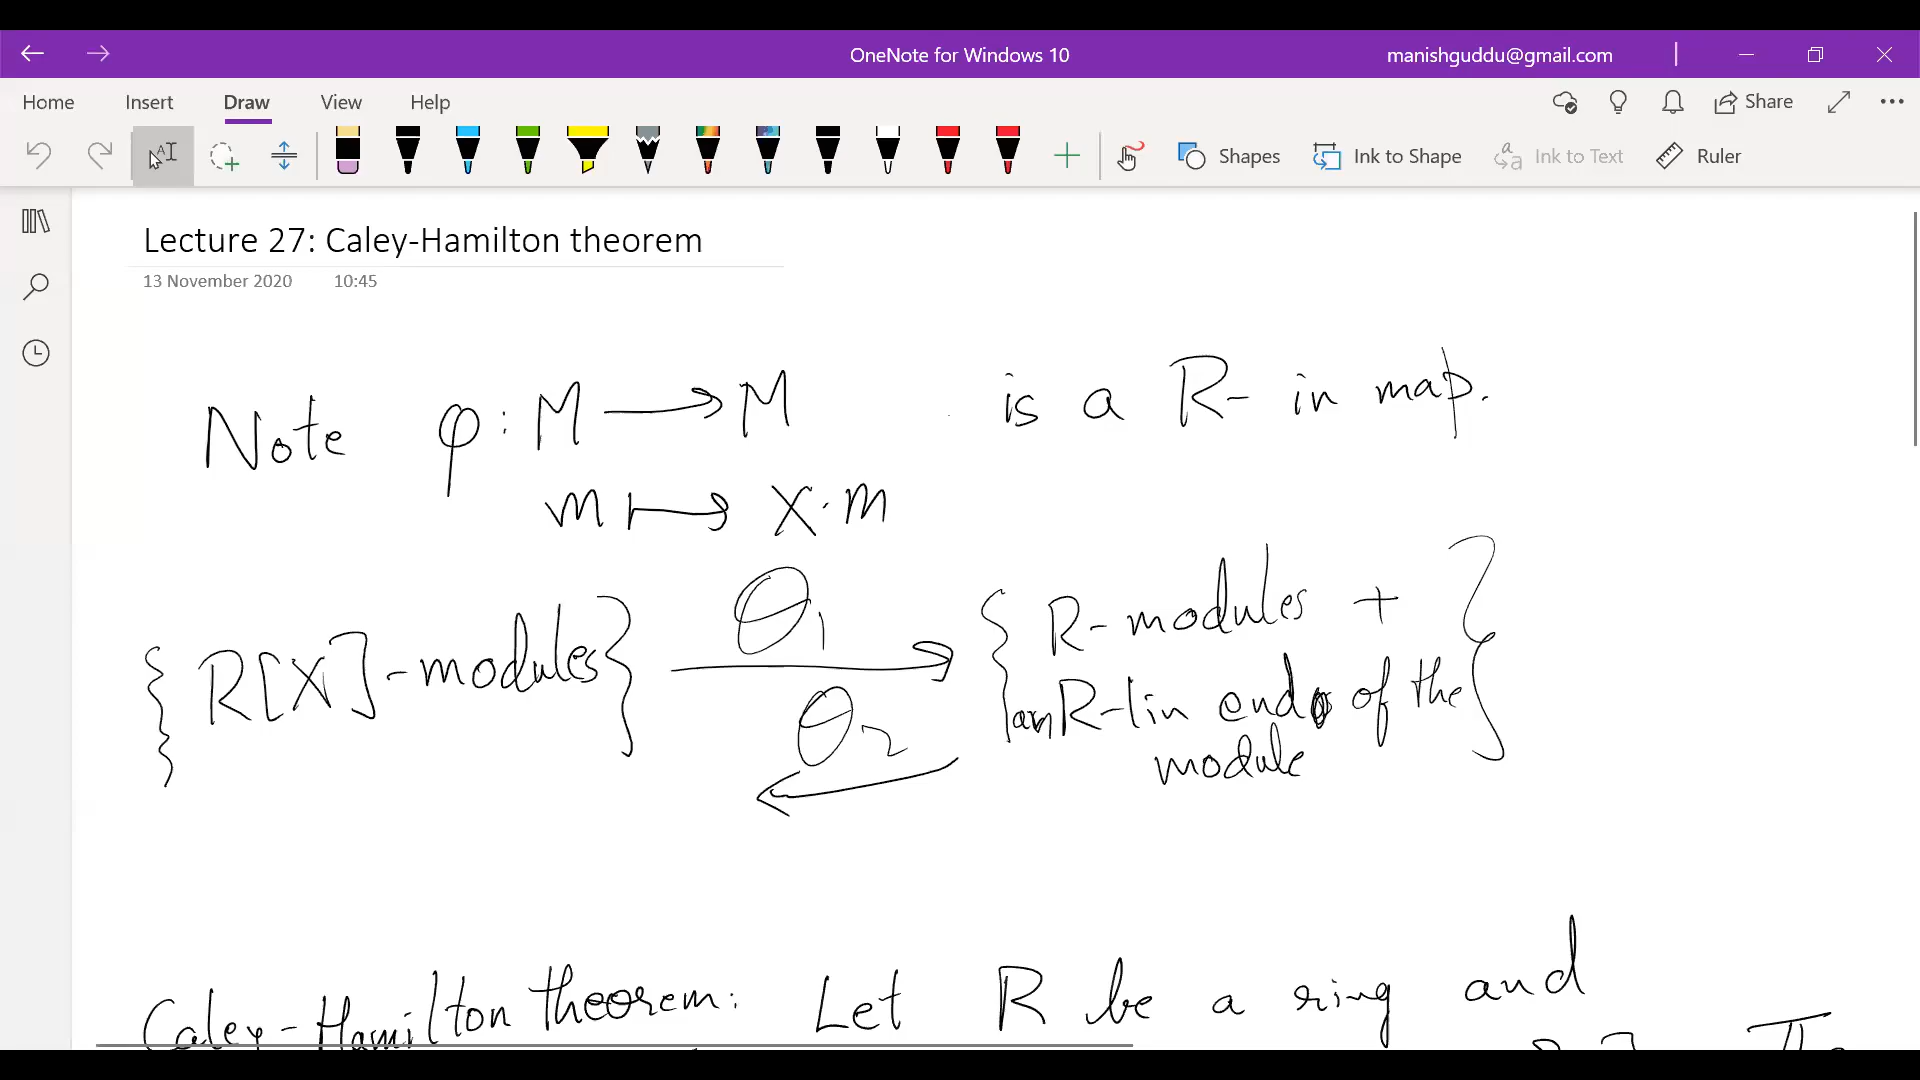 OneNote for Windows 10
manishguddu@gmail.com
Home Insert Draw View Help
Share
Shapes Ink to Shape Ink to Text Ruler
Lecture 27: Caley-Hamilton theorem
13 November 2020 10:45
Note φ: M → M is a R- lin map.
m ↦ X·m
{R[X]-modules} θ₁ → {R-modules +
θ₂ ← an R-lin endo of the
module}
Caley-Hamilton theorem: Let R be a ring and